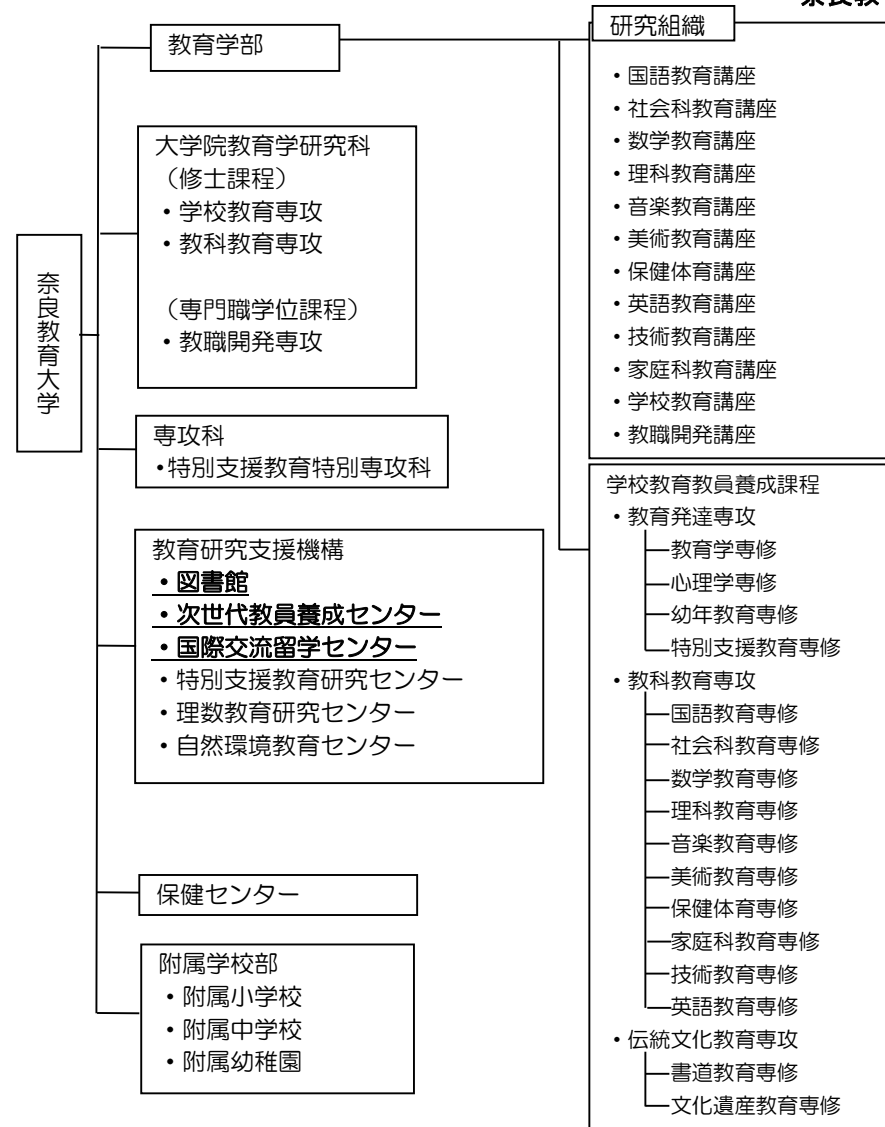 奈良教
奈良教育大学
教育学部
大学院教育学研究科
（修士課程）
・学校教育専攻
・教科教育専攻
（専門職学位課程）
・教職開発専攻
専攻科
・特別支援教育特別専攻科
教育研究支援機構
・図書館
・次世代教員養成センター
・国際交流留学センター
・特別支援教育研究センター
・理数教育研究センター
・自然環境教育センター
保健センター
附属学校部
・附属小学校
・附属中学校
・附属幼稚園
研究組織
・国語教育講座
・社会科教育講座
・数学教育講座
・理科教育講座
・音楽教育講座
・美術教育講座
・保健体育講座
・英語教育講座
・技術教育講座
・家庭科教育講座
・学校教育講座
・教職開発講座
学校教育教員養成課程
・教育発達専攻
教育学専修
心理学専修
幼年教育専修
特別支援教育専修
・教科教育専攻
国語教育専修
社会科教育専修
数学教育専修
理科教育専修
音楽教育専修
美術教育専修
保健体育専修
家庭科教育専修
技術教育専修
英語教育専修
・伝統文化教育専攻
書道教育専修
文化遺産教育専修